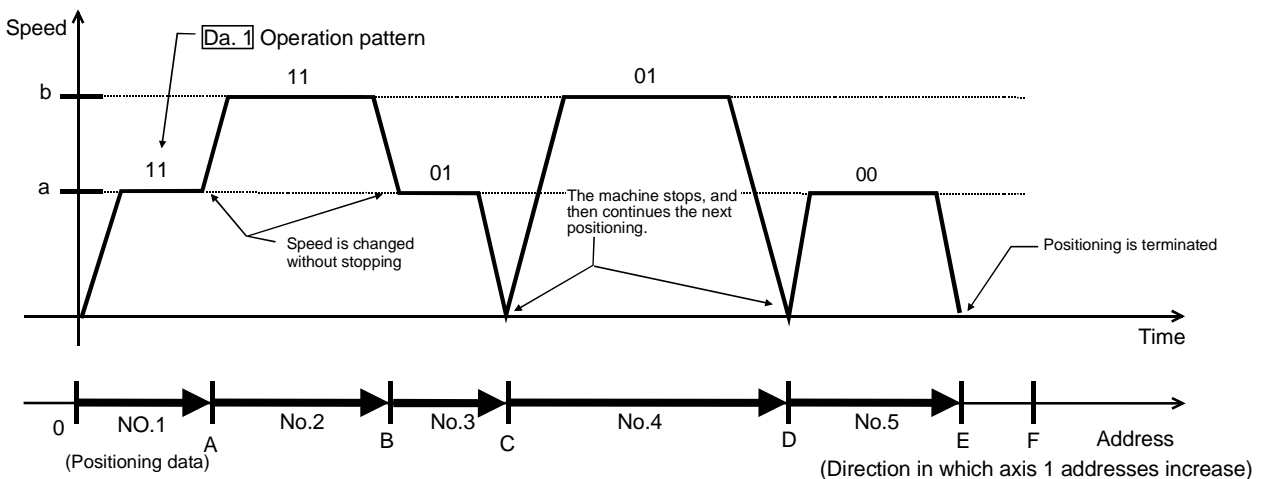 Speed
Da. 1 Operation pattern
11
01
b
11
01
00
a
The machine stops, and
then continues the next
positioning.
Speed is changed
without stopping
Positioning is terminated
Time
0
NO.1
No.2
No.3
No.4
No.5
A
B
C
D
E
F
Address
(Positioning data)
(Direction in which axis 1 addresses increase)